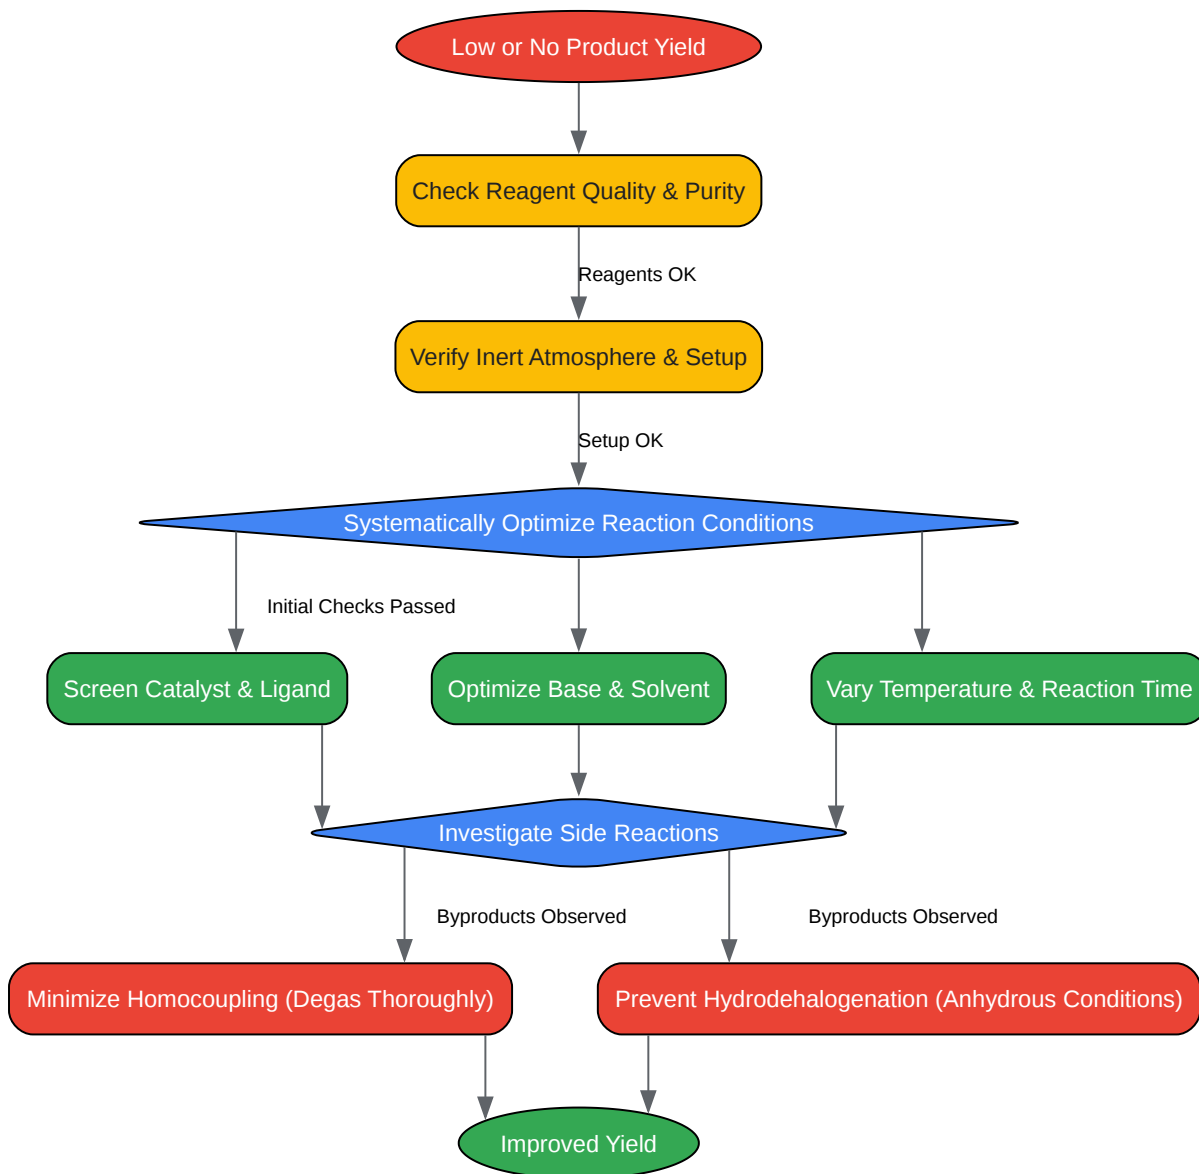 Low or No Product Yield
Check Reagent Quality & Purity
Reagents OK
Verify Inert Atmosphere & Setup
Setup OK
Systematically Optimize Reaction Conditions
Initial Checks Passed
Screen Catalyst & Ligand
Optimize Base & Solvent
Vary Temperature & Reaction Time
Investigate Side Reactions
Byproducts Observed
Byproducts Observed
Minimize Homocoupling (Degas Thoroughly)
Prevent Hydrodehalogenation (Anhydrous Conditions)
Improved Yield